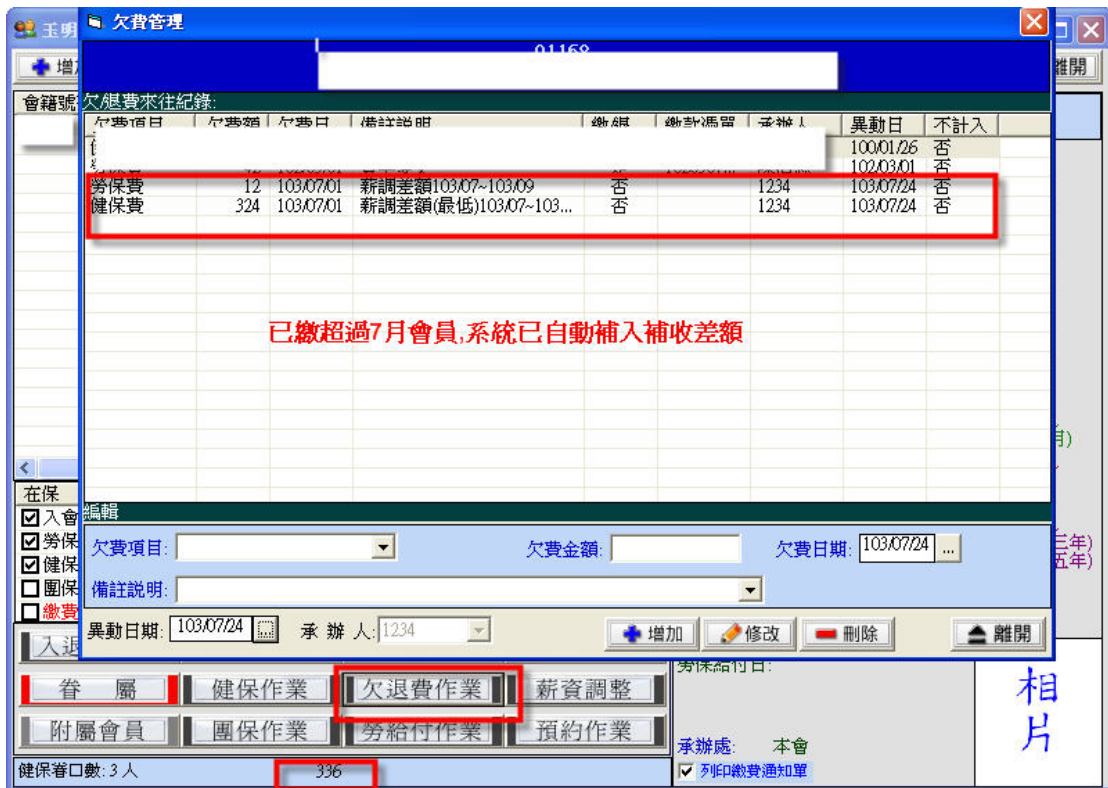 玉明
欠費管理
增加
離開
會籍號
欠/退費來往紀錄:
欠費項目 欠費額 欠費日 備註說明 繳/退 繳款憑單 承辦人 異動日 不計入
100/01/26 否
102/03/01 否
勞保費 12 103/07/01 薪調差額103/07~103/09 否 1234 103/07/24 否
健保費 324 103/07/01 薪調差額(最低)103/07~103... 否 1234 103/07/24 否
已繳超過7月會員,系統已自動補入補收差額
月)
在保
編輯
入會
勞保
欠費項目: 欠費金額: 欠費日期: 103/07/24 ...
三年)
健保
五年)
團保
備註說明:
繳費
異動日期: 103/07/24 ... 承辦人: 1234 增加 修改 刪除 離開
入退
勞保給付日:
眷屬 健保作業 欠退費作業 薪資調整
附屬會員 團保作業 勞給付作業 預約作業
相片
承辦處: 本會
健保眷口數: 3 人 336
列印繳費通知單